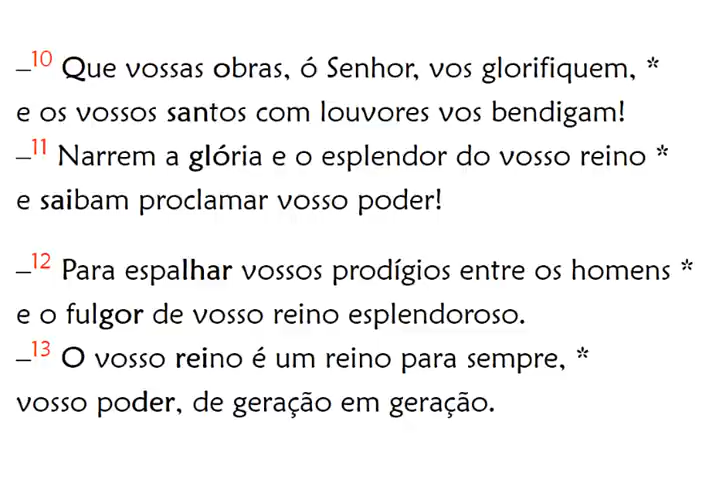 –10 Que vossas obras, ó Senhor, vos glorifiquem, *
e os vossos santos com louvores vos bendigam!
–11 Narrem a glória e o esplendor do vosso reino *
e saibam proclamar vosso poder!
–12 Para espalhar vossos prodígios entre os homens *
e o fulgor de vosso reino esplendoroso.
–13 O vosso reino é um reino para sempre, *
vosso poder, de geração em geração.